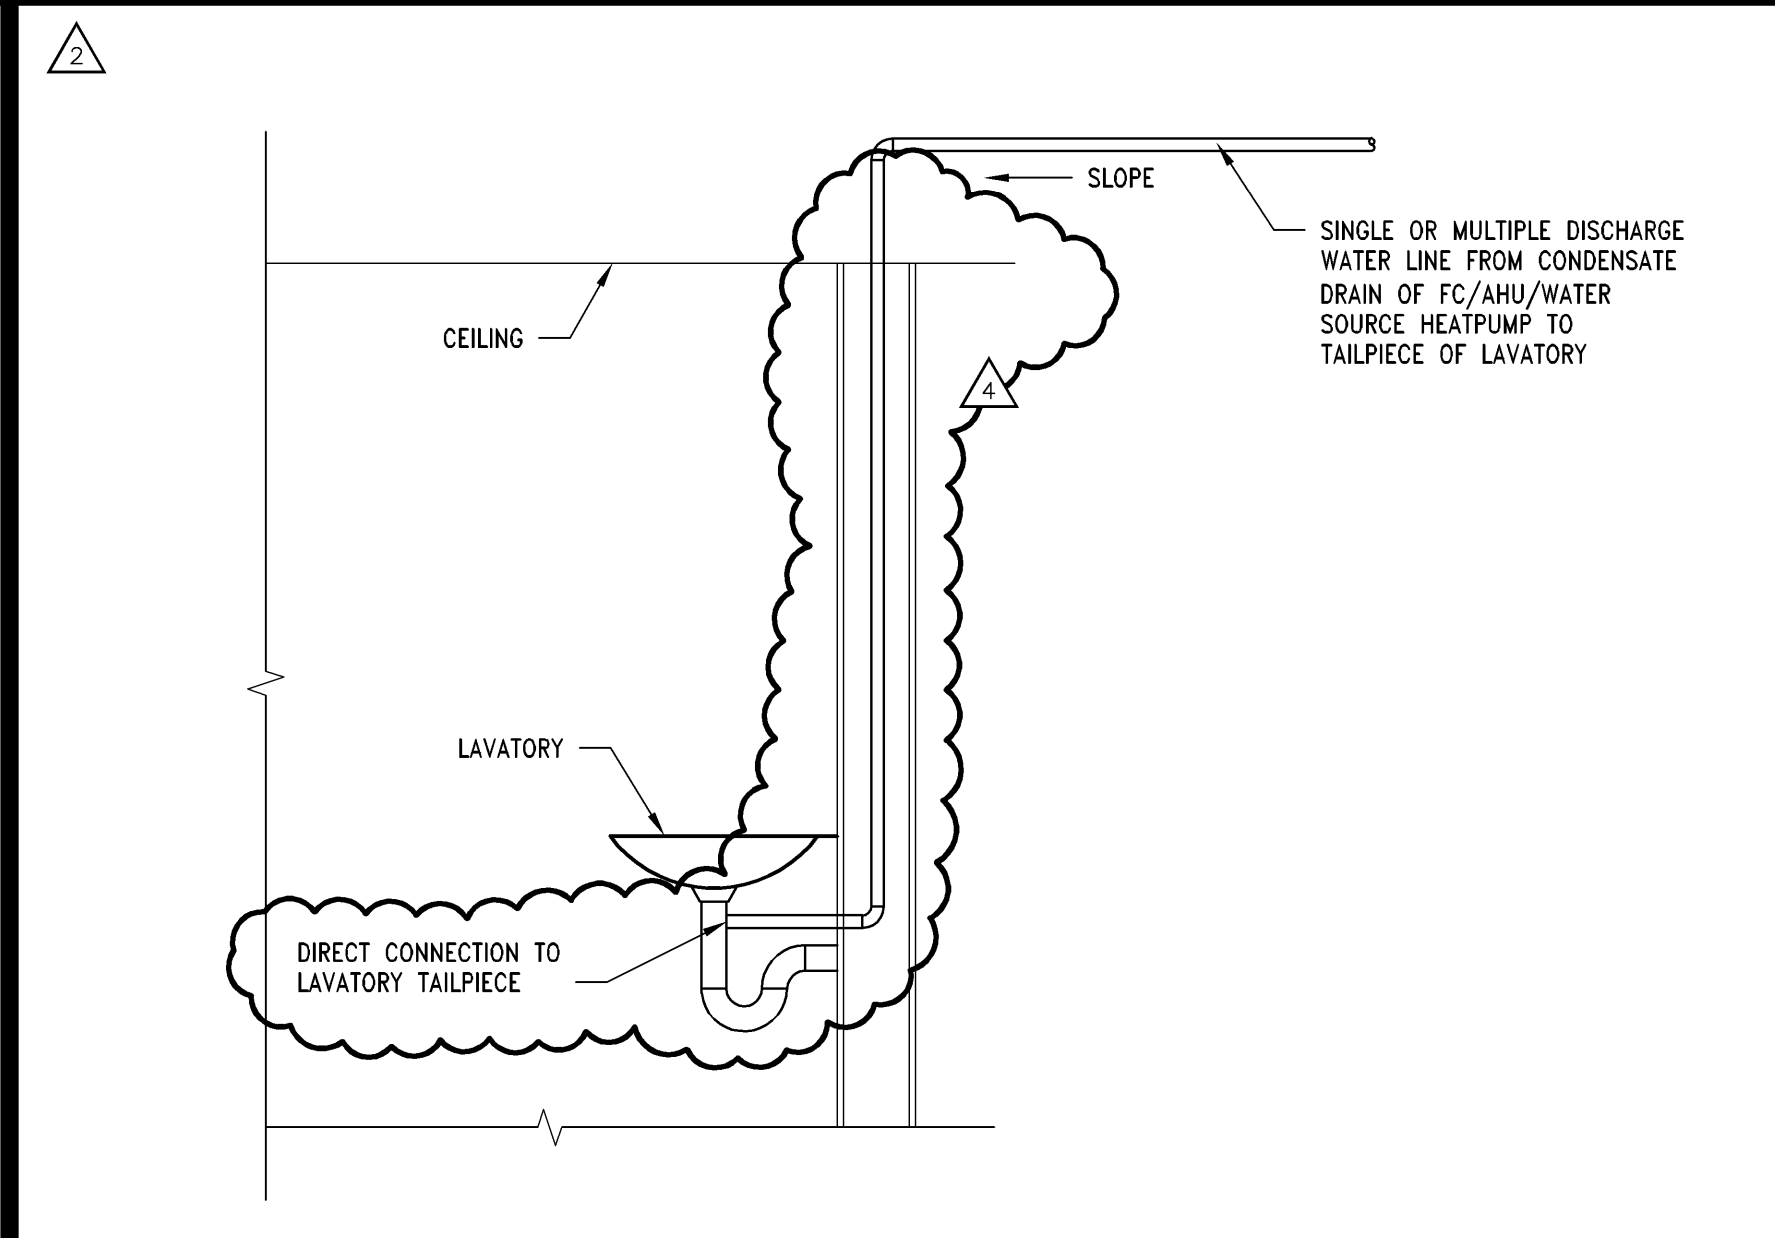 2
SLOPE
SINGLE OR MULTIPLE DISCHARGE
WATER LINE FROM CONDENSATE
DRAIN OF FC/AHU/WATER
SOURCE HEATPUMP TO
TAILPIECE OF LAVATORY
CEILING
4
LAVATORY
DIRECT CONNECTION TO
LAVATORY TAILPIECE